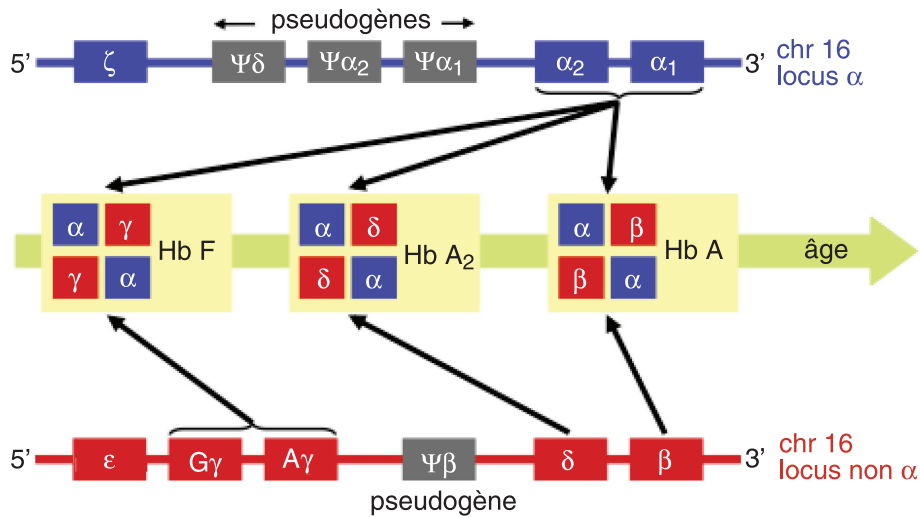 pseudogènes
5’ ζ Ψδ Ψα2 Ψα1 α2 α1 3’
chr 16
locus α
α γ
γ α
Hb F
α δ
δ α
Hb A2
α β
β α
Hb A
âge
5’ ε Gγ Aγ Ψβ δ β 3’
pseudogène
chr 16
locus non α